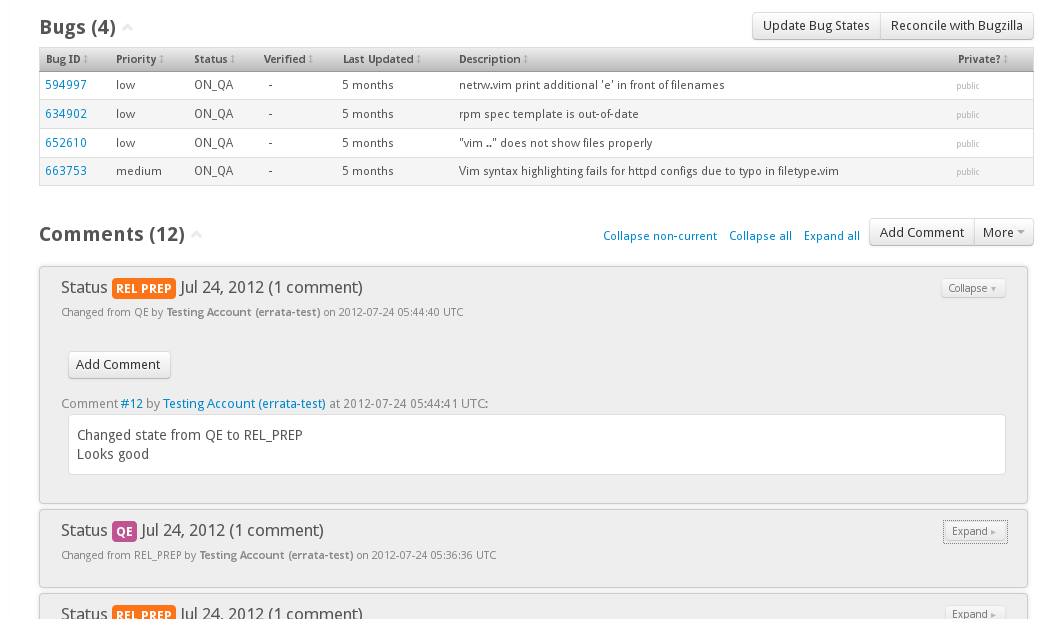 Bugs (4)
Update Bug States Reconcile with Bugzilla
Bug ID Priority Status Verified Last Updated Description Private?
594997 low ON_QA - 5 months netrw.vim print additional 'e' in front of filenames public
634902 low ON_QA - 5 months rpm spec template is out-of-date public
652610 low ON_QA - 5 months "vim .." does not show files properly public
663753 medium ON_QA - 5 months Vim syntax highlighting fails for httpd configs due to typo in filetype.vim public
Comments (12)
Collapse non-current Collapse all Expand all Add Comment More
Status REL PREP Jul 24, 2012 (1 comment)
Collapse
Changed from QE by Testing Account (errata-test) on 2012-07-24 05:44:40 UTC
Add Comment
Comment #12 by Testing Account (errata-test) at 2012-07-24 05:44:41 UTC:
Changed state from QE to REL_PREP
Looks good
Status QE Jul 24, 2012 (1 comment)
Expand
Changed from REL_PREP by Testing Account (errata-test) on 2012-07-24 05:36:36 UTC
Status REL PREP Jul 24, 2012 (1 comment)
Expand